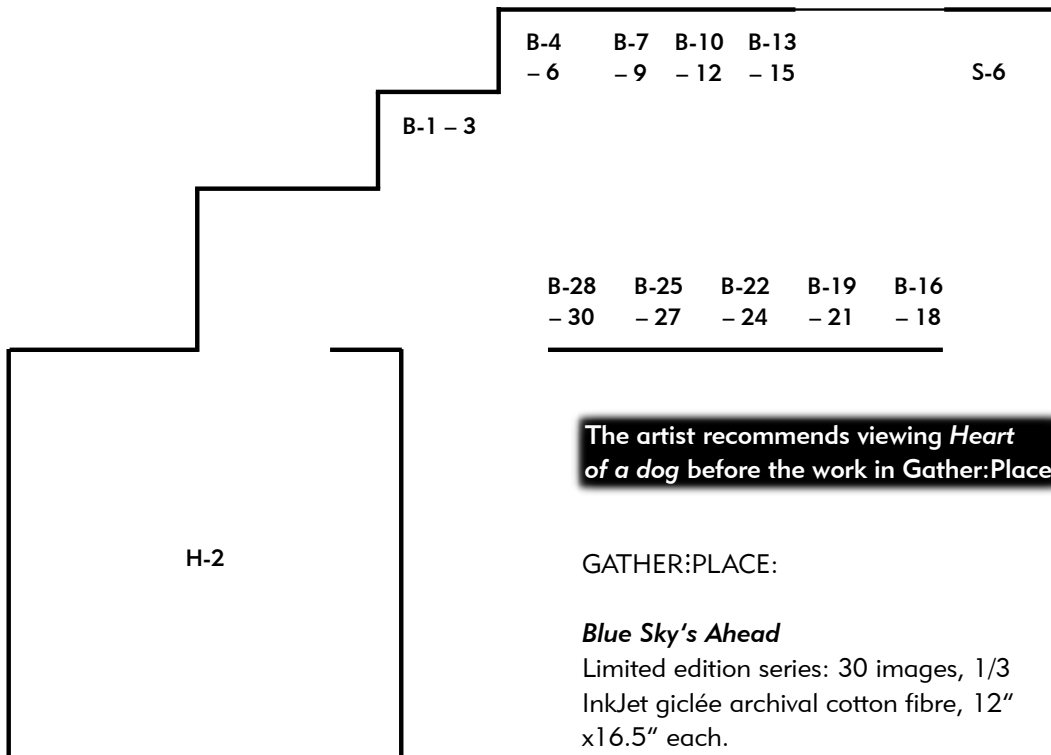 B-4 B-7 B-10 B-13
– 6 – 9 – 12 – 15 S-6
B-1 – 3
B-28 B-25 B-22 B-19 B-16
– 30 – 27 – 24 – 21 – 18
The artist recommends viewing Heart
of a dog before the work in Gather:Place
H-2
GATHER⁝PLACE:
Blue Sky‘s Ahead
Limited edition series: 30 images, 1/3
InkJet giclée archival cotton fibre, 12”
x16.5” each.